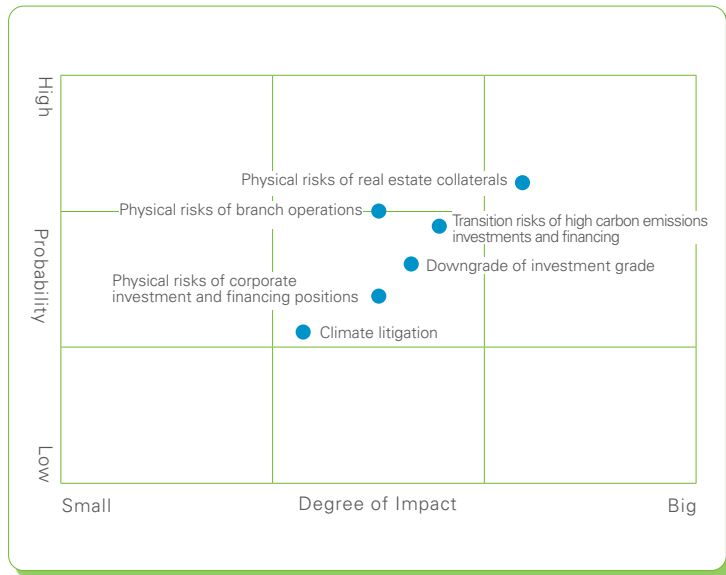 High
Physical risks of real estate collaterals
Physical risks of branch operations
Transition risks of high carbon emissions
investments and financing
Probability
Downgrade of investment grade
Physical risks of corporate
investment and financing positions
Climate litigation
Low
Small
Degree of Impact
Big